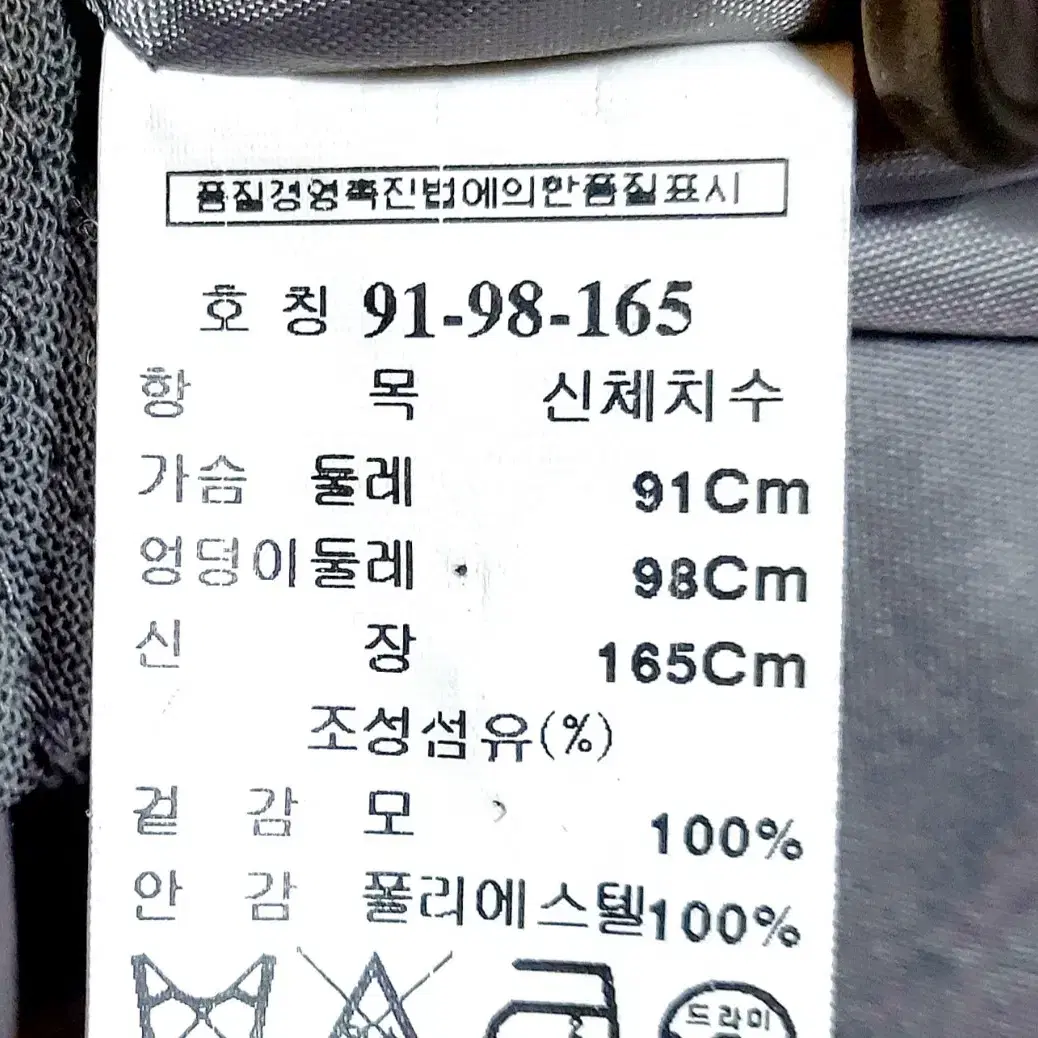 품질경영촉진법에의한품질표시
호 칭 91-98-165
항 목 신체치수
가슴 둘레 91Cm
엉덩이둘레 98Cm
신 장 165Cm
조성섬유(%)
겉 감 모 100%
안 감 폴리에스텔100%
드라이